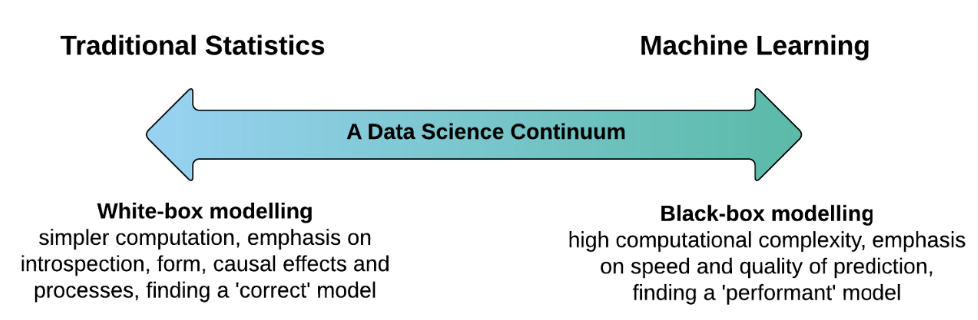 Traditional Statistics
Machine Learning
A Data Science Continuum
White-box modelling
simpler computation, emphasis on
introspection, form, causal effects and
processes, finding a 'correct' model
Black-box modelling
high computational complexity, emphasis
on speed and quality of prediction,
finding a 'performant' model